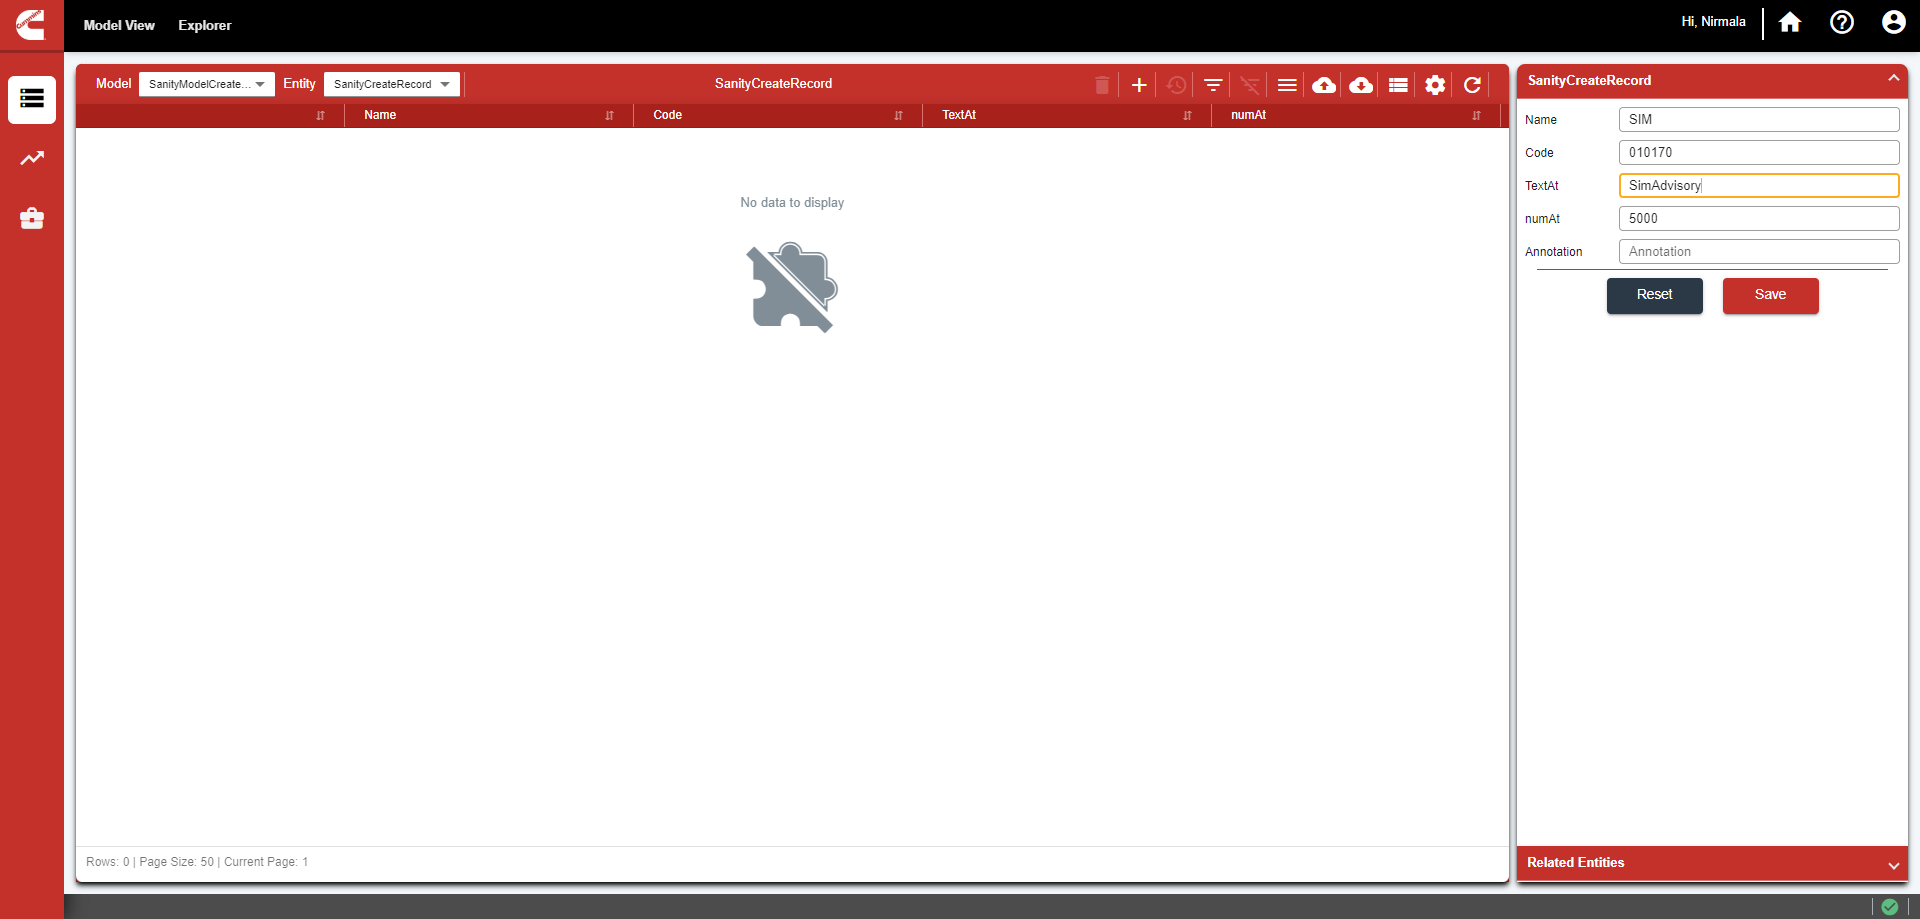 Cummins
Model View Explorer
Hi, Nirmala
Model SanityModelCreate... Entity SanityCreateRecord SanityCreateRecord
Name Code TextAt numAt
No data to display
Rows: 0 | Page Size: 50 | Current Page: 1
SanityCreateRecord
Name SIM
Code 010170
TextAt SimAdvisory
numAt 5000
Annotation Annotation
Reset Save
Related Entities